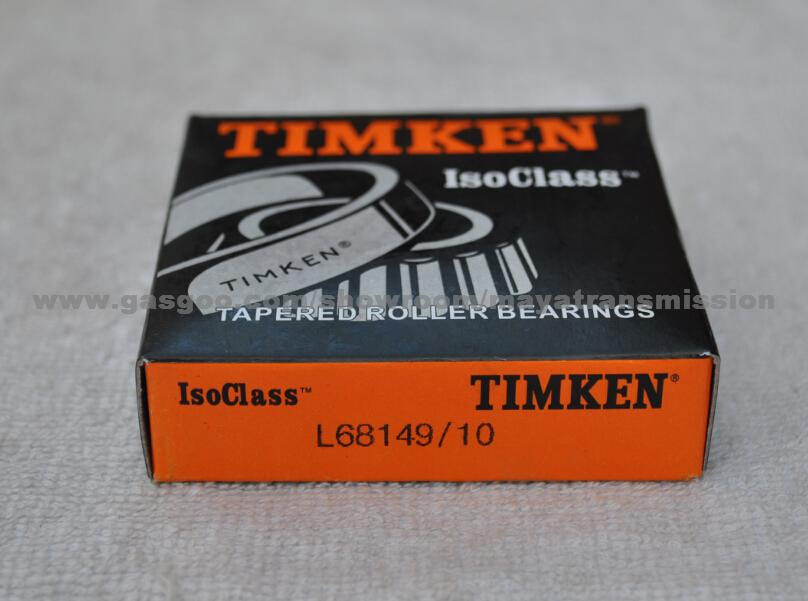 TIMKEN®
IsoClass™
TIMKEN®
www.gasgoo.com/showroom/mayatransmission
TAPERED ROLLER BEARINGS
IsoClass™ TIMKEN®
L68149/10